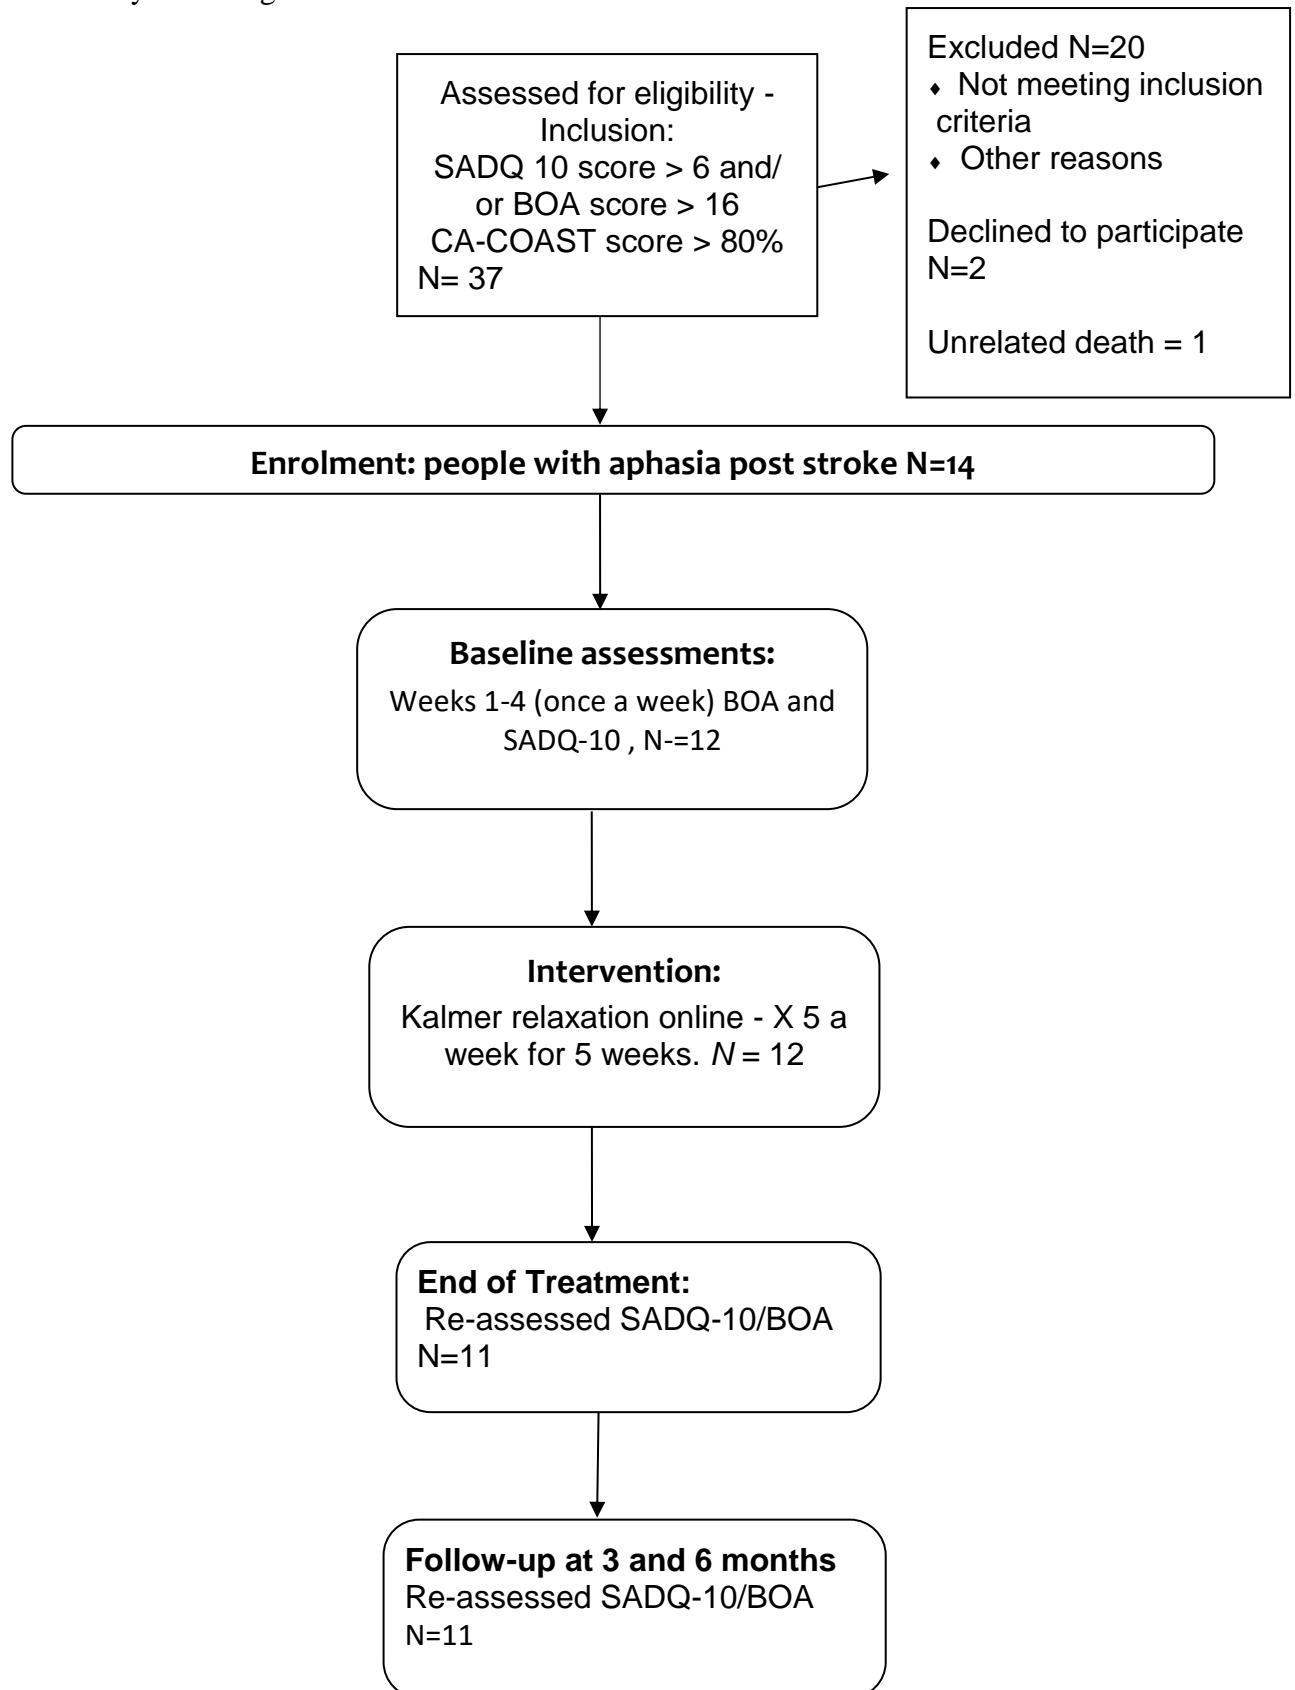 Assessed for eligibility -
Inclusion:
SADQ 10 score > 6 and/
or BOA score > 16
CA-COAST score > 80%
N= 37
Excluded N=20
⬧ Not meeting inclusion
criteria
⬧ Other reasons
Declined to participate
N=2
Unrelated death = 1
Enrolment: people with aphasia post stroke N=14
Baseline assessments:
Weeks 1-4 (once a week) BOA and
SADQ-10 , N-=12
Intervention:
Kalmer relaxation online - X 5 a
week for 5 weeks. N = 12
End of Treatment:
Re-assessed SADQ-10/BOA
N=11
Follow-up at 3 and 6 months
Re-assessed SADQ-10/BOA
N=11